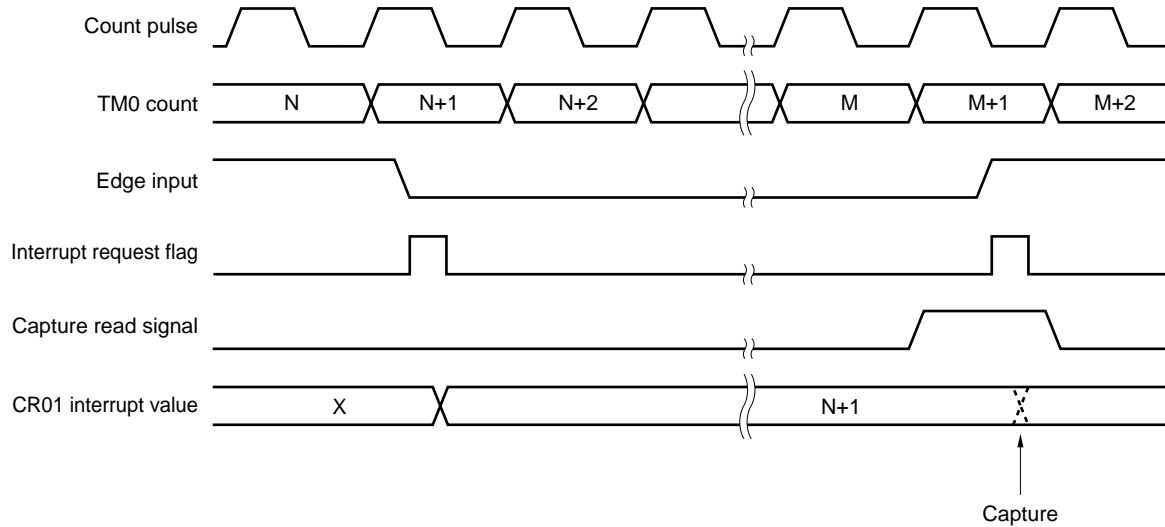 Count pulse
TM0 count
N
N+1
N+2
M
M+1
M+2
Edge input
Interrupt request flag
Capture read signal
CR01 interrupt value
X
N+1
Capture